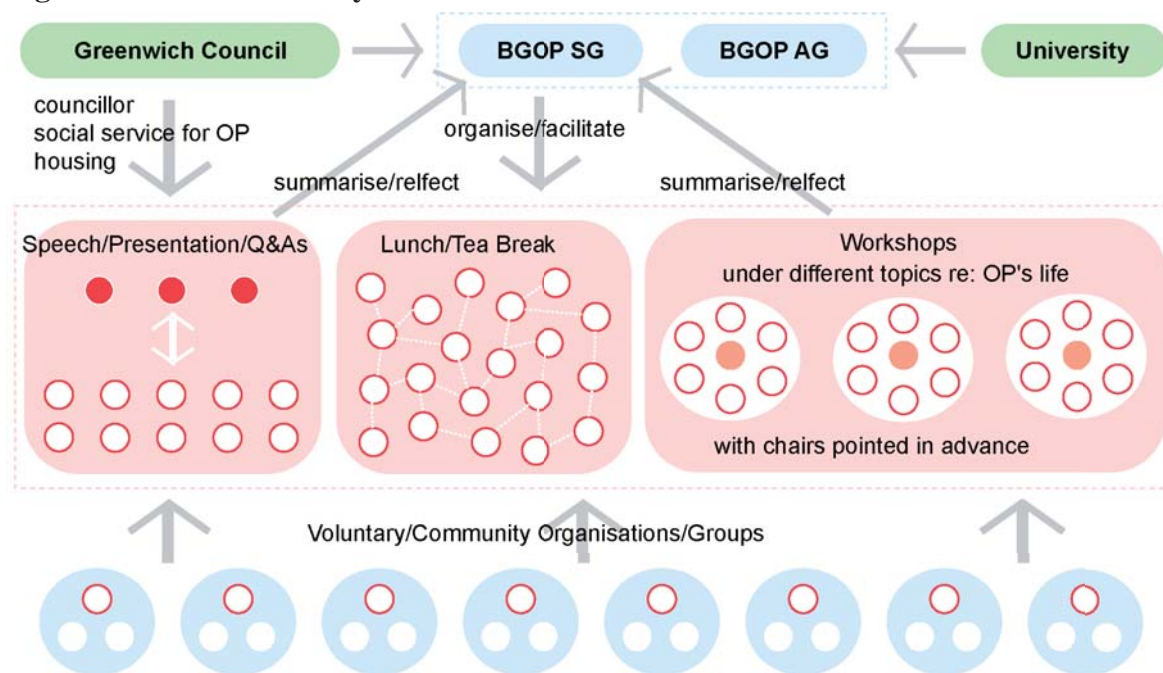 Greenwich Council
BGOP SG
BGOP AG
University
councillor
social service for OP
housing
organise/facilitate
summarise/relfect
summarise/relfect
Speech/Presentation/Q&As
Lunch/Tea Break
Workshops
under different topics re: OP's life
with chairs pointed in advance
Voluntary/Community Organisations/Groups